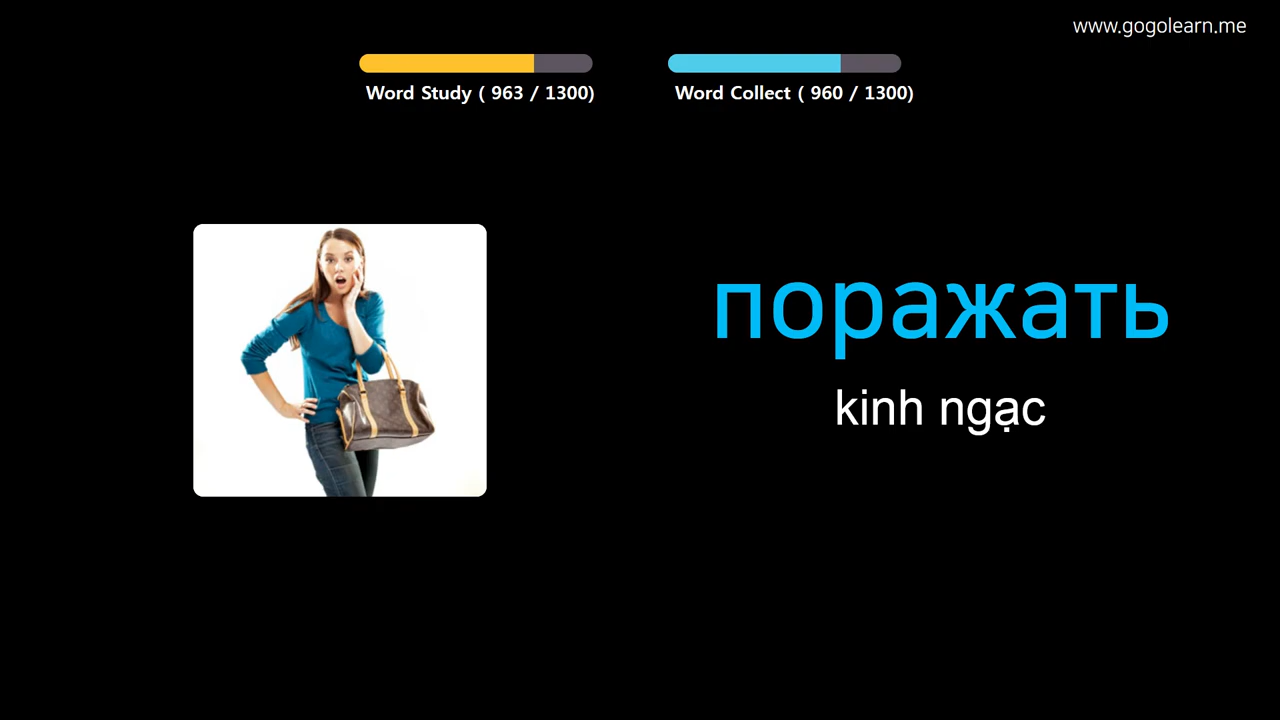 www.gogolearn.me
Word Study ( 963 / 1300)
Word Collect ( 960 / 1300)
поражать
kinh ngạc